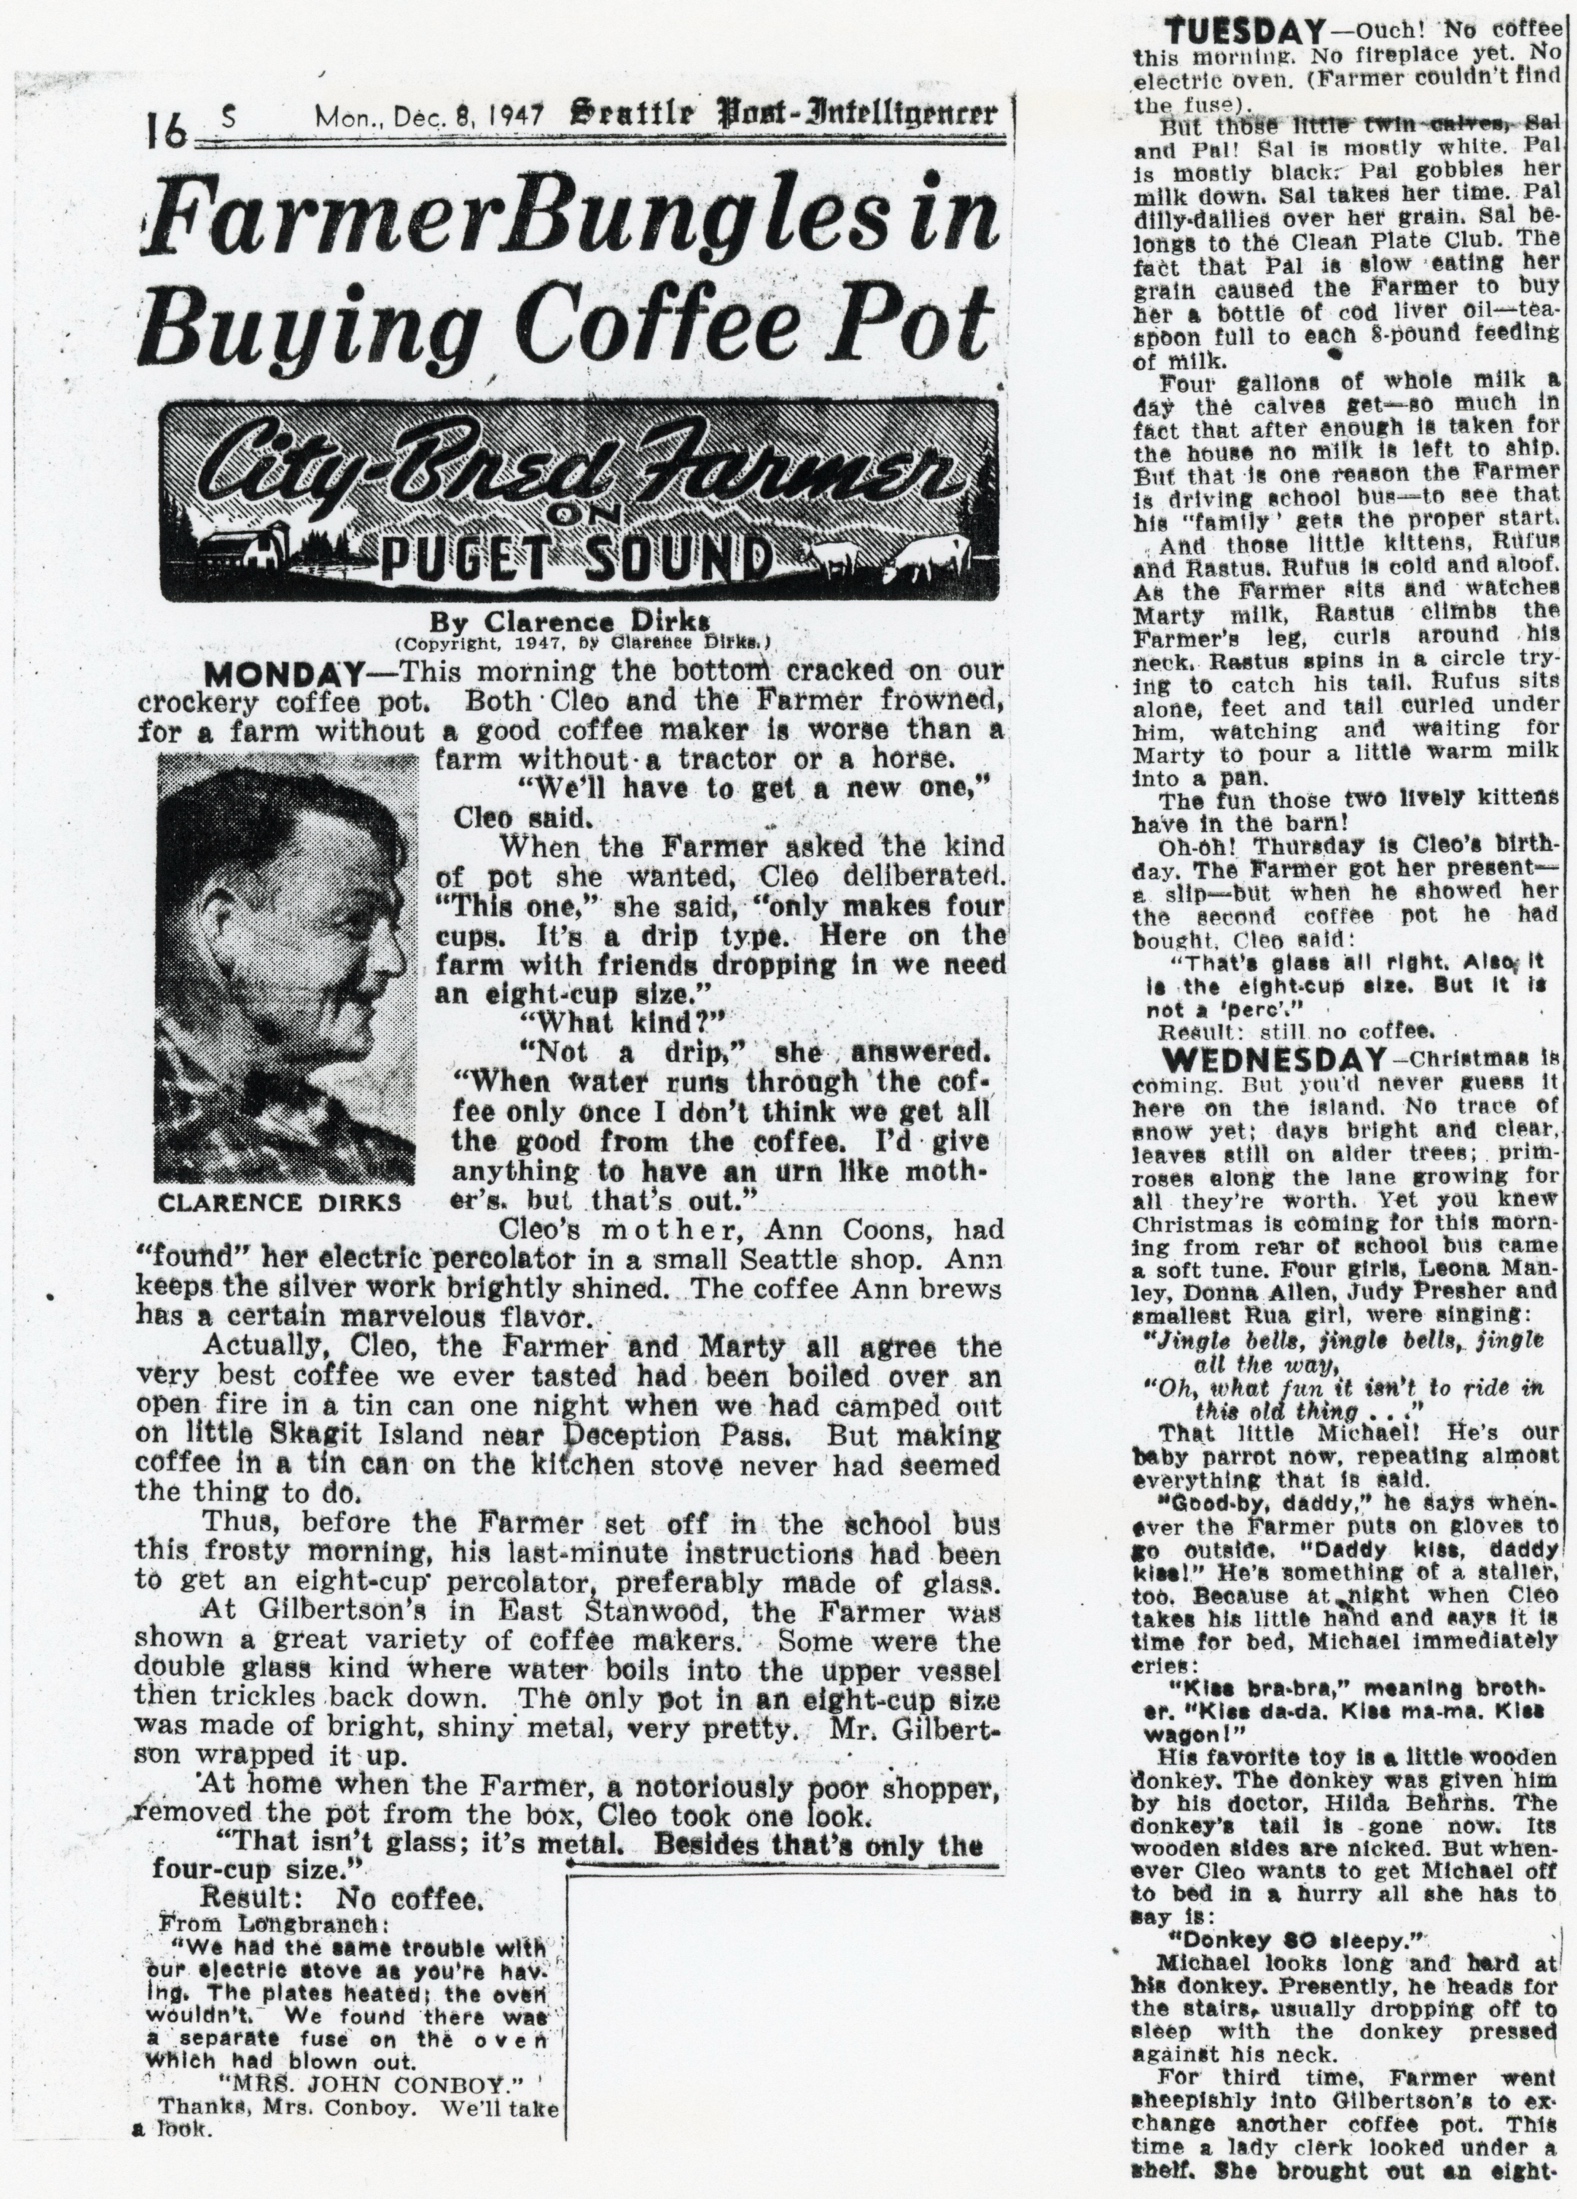 16 S Mon., Dec. 8, 1947 Seattle Post-Intelligencer
Farmer Bungles in
Buying Coffee Pot
City-Bred Farmer
ON
PUGET SOUND
By Clarence Dirks
(Copyright, 1947, by Clarence Dirks.)
MONDAY—This morning the bottom cracked on our
crockery coffee pot. Both Cleo and the Farmer frowned,
for a farm without a good coffee maker is worse than a
farm without a tractor or a horse.
"We'll have to get a new one,"
Cleo said.
When the Farmer asked the kind
of pot she wanted, Cleo deliberated.
"This one," she said, "only makes four
cups. It's a drip type. Here on the
farm with friends dropping in we need
an eight-cup size."
"What kind?"
"Not a drip," she answered.
"When water runs through the cof-
fee only once I don't think we get all
the good from the coffee. I'd give
anything to have an urn like moth-
er's, but that's out."
CLARENCE DIRKS
Cleo's mother, Ann Coons, had
"found" her electric percolator in a small Seattle shop. Ann
keeps the silver work brightly shined. The coffee Ann brews
has a certain marvelous flavor.
Actually, Cleo, the Farmer and Marty all agree the
very best coffee we ever tasted had been boiled over an
open fire in a tin can one night when we had camped out
on little Skagit Island near Deception Pass. But making
coffee in a tin can on the kitchen stove never had seemed
the thing to do.
Thus, before the Farmer set off in the school bus
this frosty morning, his last-minute instructions had been
to get an eight-cup percolator, preferably made of glass.
At Gilbertson's in East Stanwood, the Farmer was
shown a great variety of coffee makers. Some were the
double glass kind where water boils into the upper vessel
then trickles back down. The only pot in an eight-cup size
was made of bright, shiny metal, very pretty. Mr. Gilbert-
son wrapped it up.
At home when the Farmer, a notoriously poor shopper,
removed the pot from the box, Cleo took one look.
"That isn't glass; it's metal. Besides that's only the
four-cup size."
Result: No coffee.
From Longbranch:
"We had the same trouble with
our electric stove as you're hav-
ing. The plates heated; the oven
wouldn't. We found there was
a separate fuse on the oven
which had blown out.
"MRS. JOHN CONBOY."
Thanks, Mrs. Conboy. We'll take
a look.
TUESDAY—Ouch! No coffee
this morning. No fireplace yet. No
electric oven. (Farmer couldn't find
the fuse).
But those little twin calves, Sal
and Pal! Sal is mostly white. Pal
is mostly black. Pal gobbles her
milk down. Sal takes her time. Pal
dilly-dallies over her grain. Sal be-
longs to the Clean Plate Club. The
fact that Pal is slow eating her
grain caused the Farmer to buy
her a bottle of cod liver oil—tea-
spoon full to each 8-pound feeding
of milk.
Four gallons of whole milk a
day the calves get—so much in
fact that after enough is taken for
the house no milk is left to ship.
But that is one reason the Farmer
is driving school bus—to see that
his "family' gets the proper start.
And those little kittens, Rufus
and Rastus. Rufus is cold and aloof.
As the Farmer sits and watches
Marty milk, Rastus climbs the
Farmer's leg, curls around his
neck. Rastus spins in a circle try-
ing to catch his tail. Rufus sits
alone, feet and tail curled under
him, watching and waiting for
Marty to pour a little warm milk
into a pan.
The fun those two lively kittens
have in the barn!
Oh-oh! Thursday is Cleo's birth-
day. The Farmer got her present—
a slip—but when he showed her
the second coffee pot he had
bought, Cleo said:
"That's glass all right. Also, it
is the eight-cup size. But it is
not a 'perc'."
Result: still no coffee.
WEDNESDAY—Christmas is
coming. But you'd never guess it
here on the island. No trace of
snow yet; days bright and clear,
leaves still on alder trees; prim-
roses along the lane growing for
all they're worth. Yet you knew
Christmas is coming for this morn-
ing from rear of school bus came
a soft tune. Four girls, Leona Man-
ley, Donna Allen, Judy Presher and
smallest Rua girl, were singing:
"Jingle bells, jingle bells, jingle
all the way,
"Oh, what fun it isn't to ride in
this old thing . . ."
That little Michael! He's our
baby parrot now, repeating almost
everything that is said.
"Good-by, daddy," he says when-
ever the Farmer puts on gloves to
go outside. "Daddy kiss, daddy
kiss!" He's something of a staller,
too. Because at night when Cleo
takes his little hand and says it is
time for bed, Michael immediately
cries:
"Kiss bra-bra," meaning broth-
er. "Kiss da-da. Kiss ma-ma. Kiss
wagon!"
His favorite toy is a little wooden
donkey. The donkey was given him
by his doctor, Hilda Behrns. The
donkey's tail is gone now. Its
wooden sides are nicked. But when-
ever Cleo wants to get Michael off
to bed in a hurry all she has to
say is:
"Donkey SO sleepy."
Michael looks long and hard at
his donkey. Presently, he heads for
the stairs, usually dropping off to
sleep with the donkey pressed
against his neck.
For third time, Farmer went
sheepishly into Gilbertson's to ex-
change another coffee pot. This
time a lady clerk looked under a
shelf. She brought out an eight-